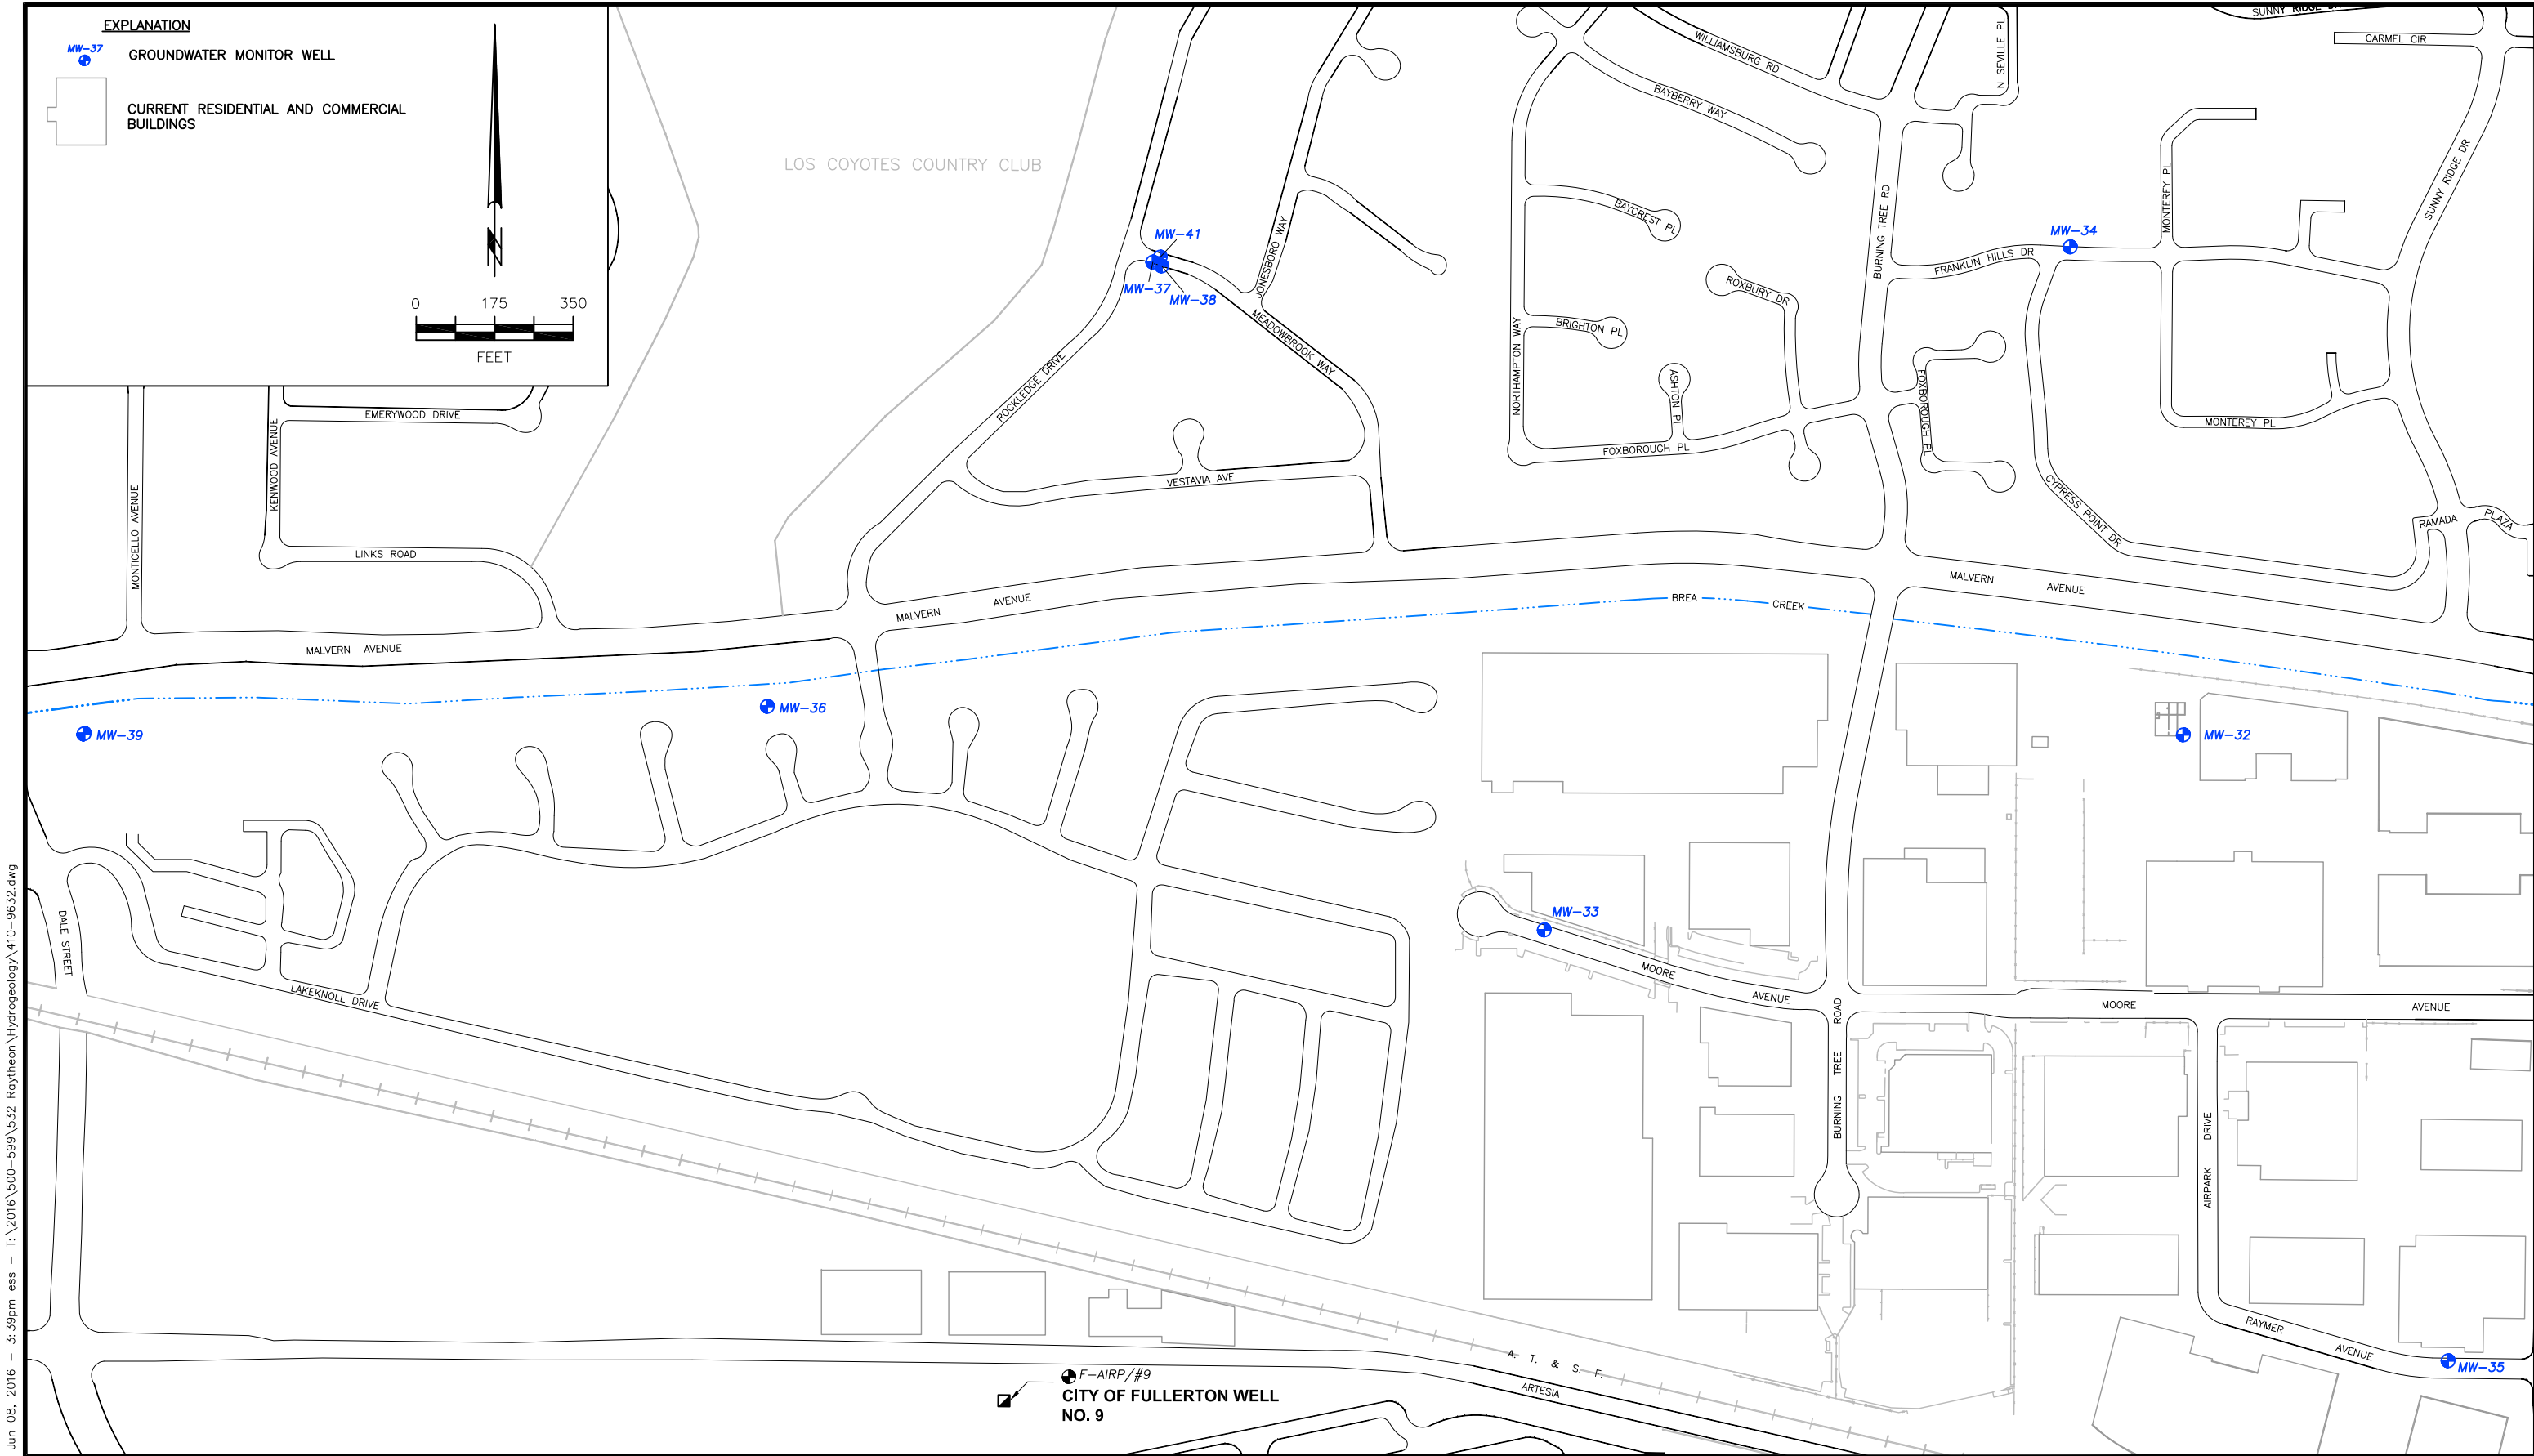 EXPLANATION
MW-37
GROUNDWATER MONITOR WELL
CURRENT RESIDENTIAL AND COMMERCIAL
BUILDINGS
N
0 175 350
FEET
LOS COYOTES COUNTRY CLUB
WILLIAMSBURG RD
N SEVILLE PL
CARMEL CIR
BAYBERRY WAY
MONTEREY PL
SUNNY RIDGE DR
BAYCREST PL
BURNING TREE RD
MW-34
FRANKLIN HILLS DR
MW-41
MW-37
MW-38
JONESBORO WAY
MEADOWBROOK WAY
ROCKLEDGE DRIVE
NORTHAMPTON WAY
BRIGHTON PL
ROXBURY DR
ASHTON PL
FOXBOROUGH PL
FOXBOROUGH PL
MONTEREY PL
CYPRESS POINT DR
RAMADA PLAZA
EMERYWOOD DRIVE
KENWOOD AVENUE
MONTICELLO AVENUE
LINKS ROAD
VESTAVIA AVE
MALVERN AVENUE
MALVERN AVENUE
MALVERN AVENUE
BREA CREEK
MW-39
MW-36
MW-32
MW-33
DALE STREET
LAKEKNOLL DRIVE
MOORE AVENUE
MOORE AVENUE
BURNING TREE ROAD
AIRPARK DRIVE
RAYMER AVENUE
MW-35
A. T. & S. F.
ARTESIA
F-AIRP/#9
CITY OF FULLERTON WELL
NO. 9
Jun 08, 2016 - 3:39pm ess - T:\2016\500-599\532 Raytheon\Hydrogeology\410-9632.dwg